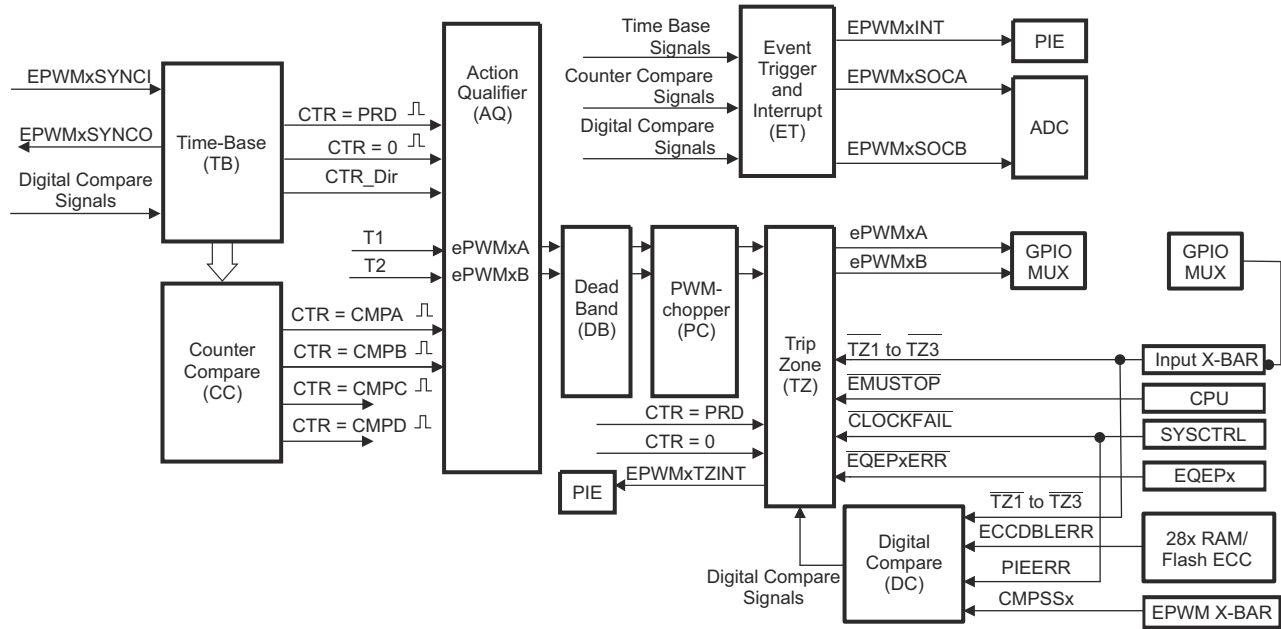 EPWMxSYNCI
EPWMxSYNCO
Digital Compare
Signals
Time-Base
(TB)
CTR = PRD
CTR = 0
CTR_Dir
T1
T2
Counter
Compare
(CC)
CTR = CMPA
CTR = CMPB
CTR = CMPC
CTR = CMPD
Action
Qualifier
(AQ)
ePWMxA
ePWMxB
Time Base
Signals
Counter Compare
Signals
Digital Compare
Signals
Event
Trigger
and
Interrupt
(ET)
EPWMxINT
EPWMxSOCA
EPWMxSOCB
PIE
ADC
Dead
Band
(DB)
PWM-
chopper
(PC)
Trip
Zone
(TZ)
ePWMxA
ePWMxB
GPIO
MUX
GPIO
MUX
TZ1 to TZ3
EMUSTOP
CLOCKFAIL
EQEPxERR
Input X-BAR
CPU
SYSCTRL
EQEPx
CTR = PRD
CTR = 0
EPWMxTZINT
PIE
Digital Compare
Signals
Digital
Compare
(DC)
TZ1 to TZ3
ECCDBLERR
PIEERR
CMPSSx
28x RAM/
Flash ECC
EPWM X-BAR